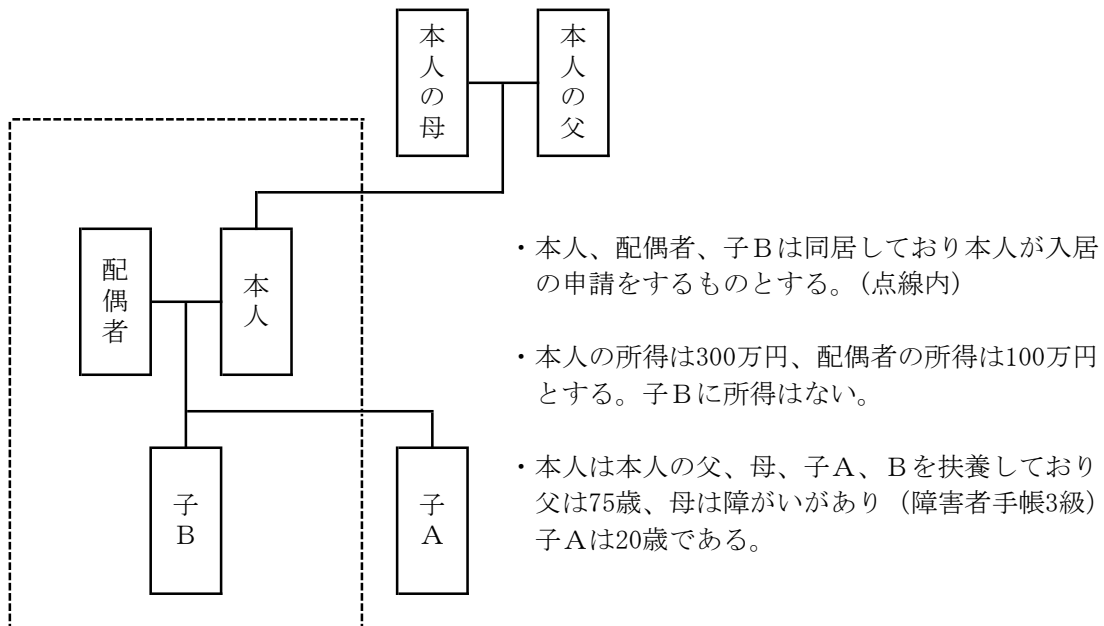 本人の母
本人の父
配偶者
本人
子B
子A
・本人、配偶者、子Bは同居しており本人が入居
の申請をするものとする。(点線内)
・本人の所得は300万円、配偶者の所得は100万円
とする。子Bに所得はない。
・本人は本人の父、母、子A、Bを扶養しており
父は75歳、母は障がいがあり(障害者手帳3級)
子Aは20歳である。